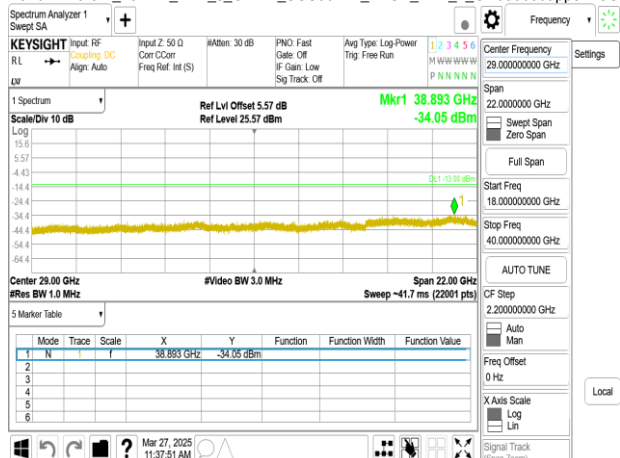 Spectrum Analyzer 1
Swept SA
Frequency
KEYSIGHT
RL
LXI
Input: RF
Coupling: DC
Align: Auto
Input Z: 50 Ω
Corr CCorr
Freq Ref: Int (S)
#Atten: 30 dB
PNO: Fast
Gate: Off
IF Gain: Low
Sig Track: Off
Avg Type: Log-Power
Trig: Free Run
1 2 3 4 5 6
M W W W W W
P N N N N N
1 Spectrum
Scale/Div 10 dB
Ref Lvl Offset 5.57 dB
Ref Level 25.57 dBm
Mkr1 38.893 GHz
-34.05 dBm
Log
15.6
5.57
-4.43
-14.4
-24.4
-34.4
-44.4
-54.4
-64.4
DL1 -13.00 dBm
1
Center 29.00 GHz
#Res BW 1.0 MHz
#Video BW 3.0 MHz
Span 22.00 GHz
Sweep ~41.7 ms (22001 pts)
5 Marker Table
Mode Trace Scale X Y Function Function Width Function Value
1 N 1 f 38.893 GHz -34.05 dBm
2
3
4
5
6
Mar 27, 2025
11:37:51 AM
Center Frequency
29.000000000 GHz
Span
22.0000000 GHz
Swept Span
Zero Span
Full Span
Start Freq
18.000000000 GHz
Stop Freq
40.000000000 GHz
AUTO TUNE
CF Step
2.200000000 GHz
Auto
Man
Freq Offset
0 Hz
X Axis Scale
Log
Lin
Signal Track
(Span Zoom)
Settings
Local